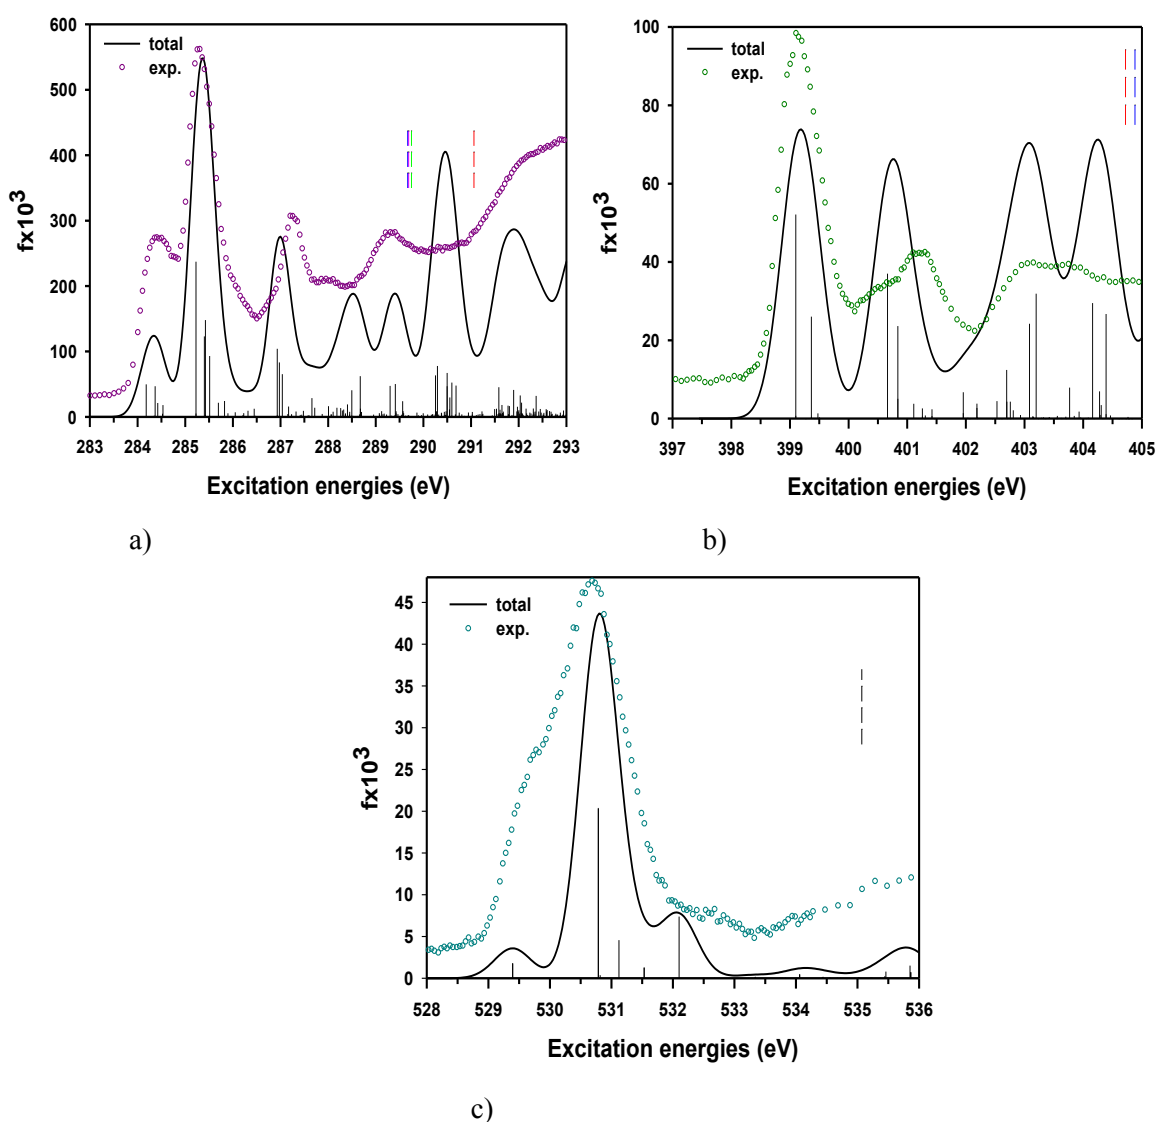 600
500
400
300
200
100
0
fx10³
total
exp.
283 284 285 286 287 288 289 290 291 292 293
Excitation energies (eV)
a)
100
80
60
40
20
0
fx10³
total
exp.
397 398 399 400 401 402 403 404 405
Excitation energies (eV)
b)
45
40
35
30
25
20
15
10
5
0
fx10³
total
exp.
528 529 530 531 532 533 534 535 536
Excitation energies (eV)
c)